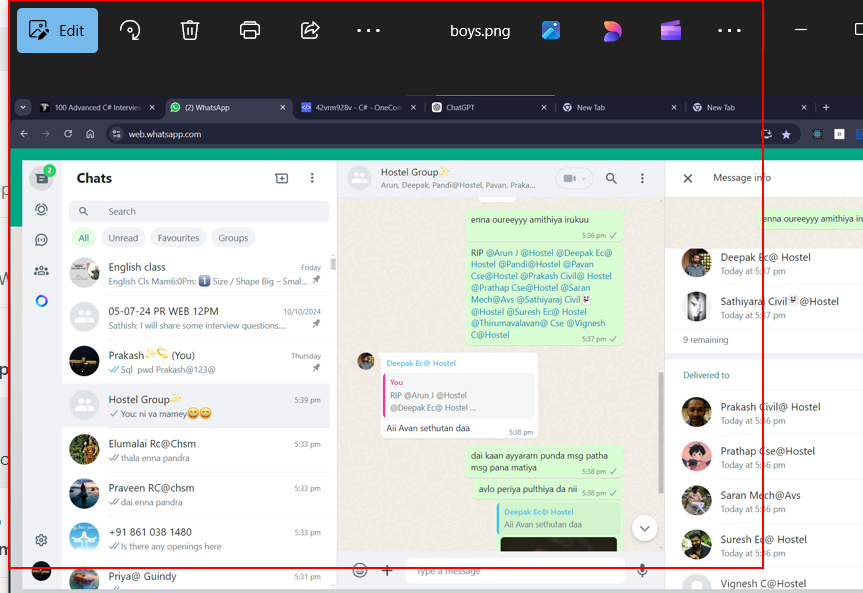 Edit
boys.png
100 Advanced C# Interview
(2) WhatsApp
42vrm928v - C# - OneCom
ChatGPT
New Tab
New Tab
web.whatsapp.com
2
Chats
Search
All
Unread
Favourites
Groups
English class
Friday
English Cls Mam6:0Pm: 1️⃣ Size / Shape Big – Smal...
05-07-24 PR WEB 12PM
10/10/2024
Sathish: I will share some interview questions....
Prakash✨💫 (You)
Thursday
Sql pwd Prakash@123@
Hostel Group✨
5:39 pm
You: ni va mamey😄😄
Elumalai Rc@Chsm
5:33 pm
thala enna pandra
Praveen RC@chsm
5:33 pm
dai enna pandra
+91 861 038 1480
5:33 pm
Is there any openings here
Priya@ Guindy
5:31 pm
Hostel Group✨
Arun, Deepak, Pandi@Hostel, Pavan, Praka...
enna oureeyyy amithiya irukuu
5:36 pm
RIP @Arun J @Hostel @Deepak Ec@
Hostel @Pandi@Hostel @Pavan
Cse@Hostel @Prakash Civil@ Hostel
@Prathap Cse@Hostel @Saran
Mech@Avs @Sathiyaraj Civil👻
@Hostel @Suresh Ec@ Hostel
@Thirumavalavan@ Cse @Vignesh
C@Hostel
5:37 pm
Deepak Ec@ Hostel
You
RIP @Arun J @Hostel
@Deepak Ec@ Hostel ...
Aii Avan sethutan daa
5:38 pm
dai kaan ayyaram punda msg patha
msg pana matiya
5:38 pm
avlo periya pulthiya da nii
5:38 pm
Deepak Ec@ Hostel
Aii Avan sethutan daa
Type a message
Message info
enna oureeyyy amithiya iru
Deepak Ec@ Hostel
Today at 5:37 pm
Sathiyaraj Civil👻@Hostel
Today at 5:37 pm
9 remaining
Delivered to
Prakash Civil@ Hostel
Today at 5:36 pm
Prathap Cse@Hostel
Today at 5:36 pm
Saran Mech@Avs
Today at 5:36 pm
Suresh Ec@ Hostel
Today at 5:36 pm
Vignesh C@Hostel